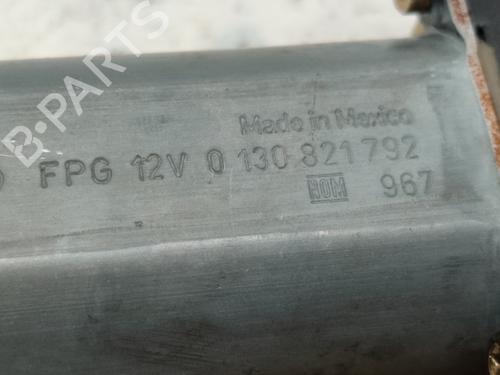 B-PARTS
Made in Mexico
FPG 12V 0 130 821 792
NOM 967